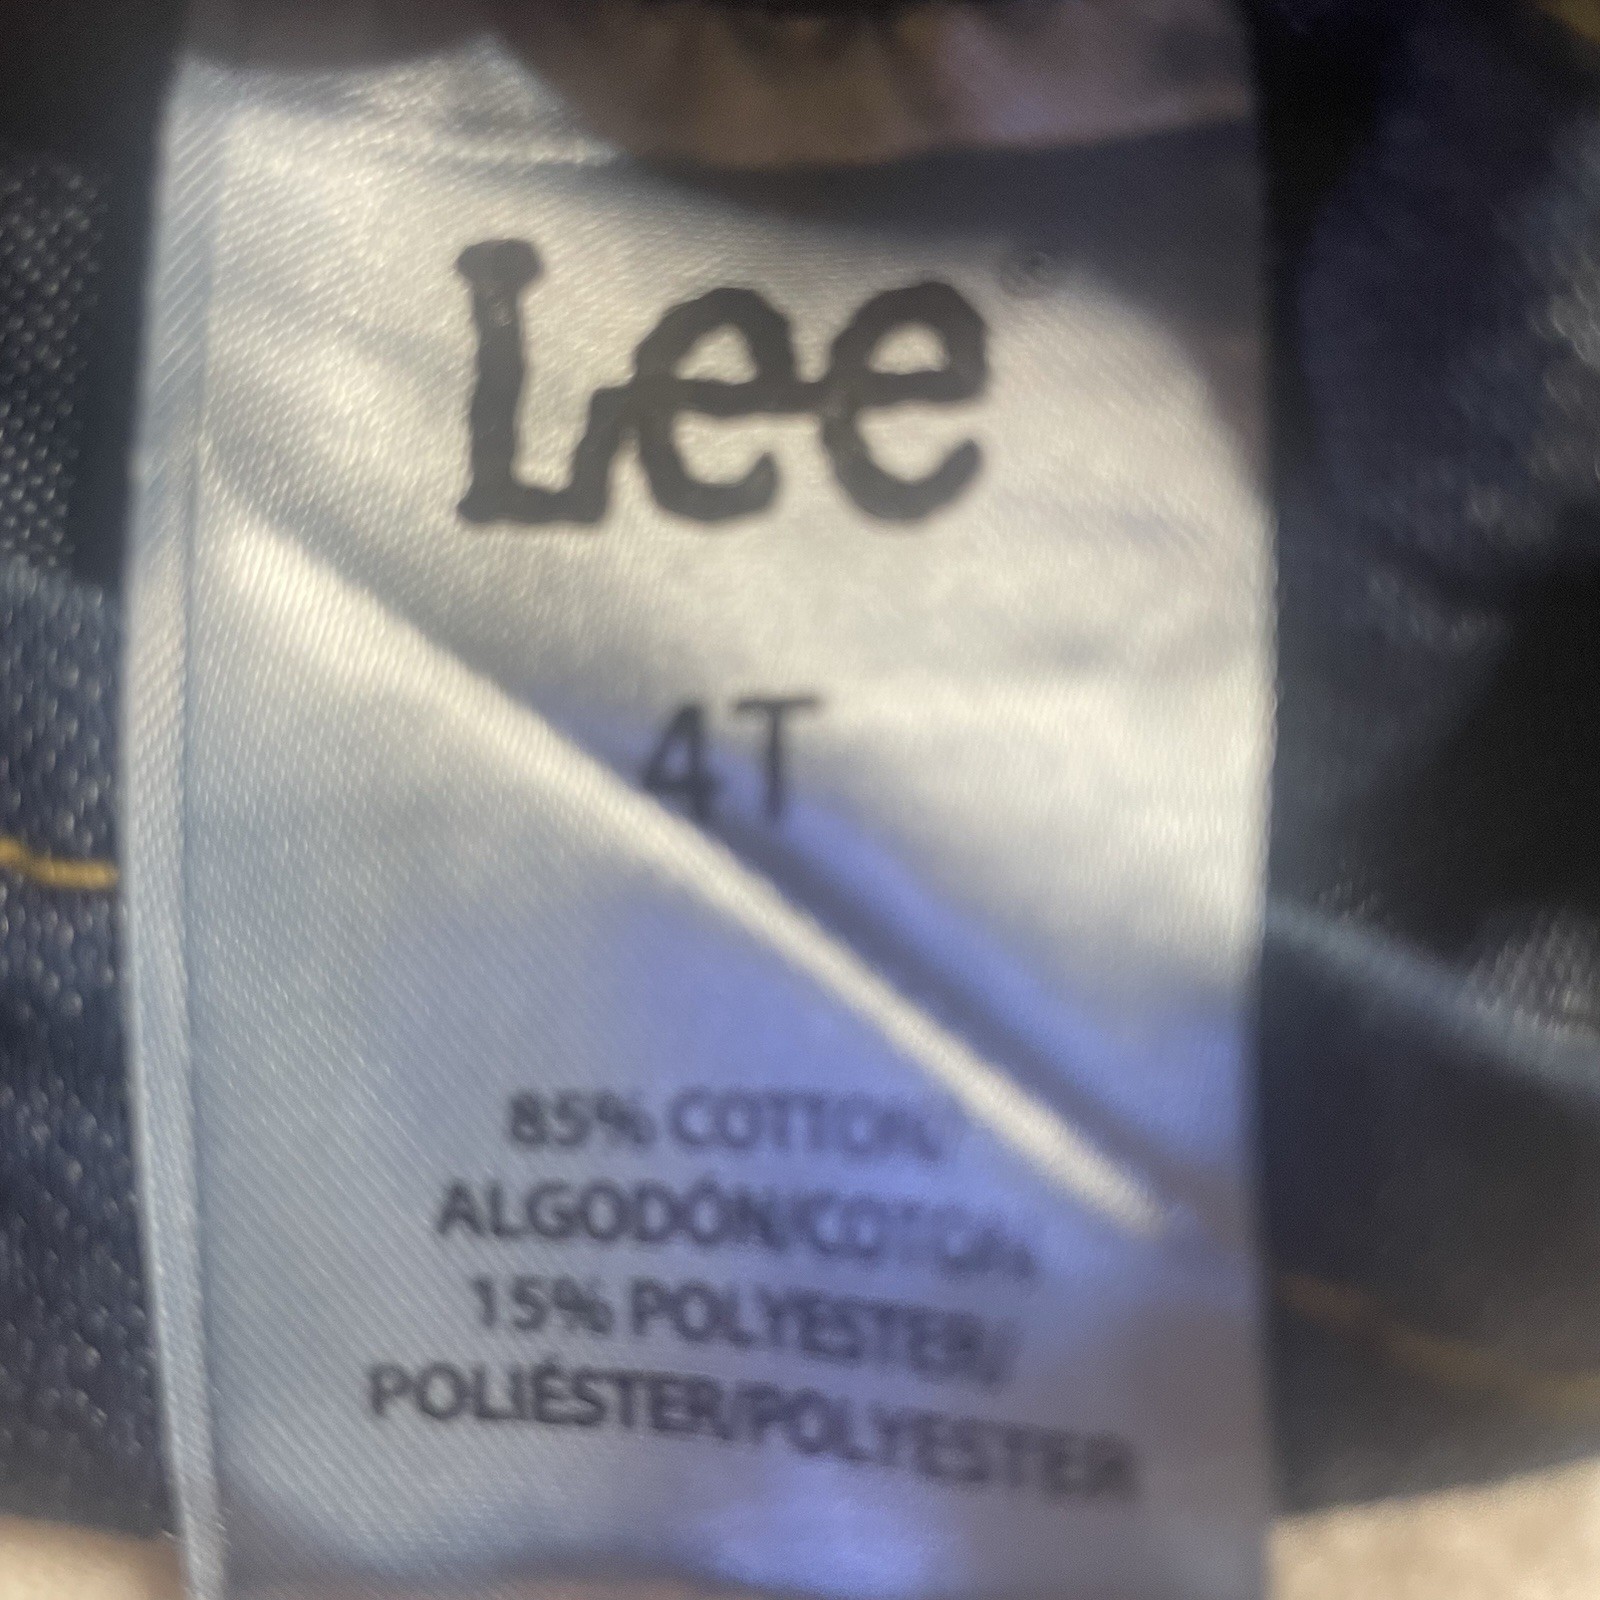 Lee®
4T
85% COTTON/
ALGODÓN/COTON
15% POLYESTER/
POLIÉSTER/POLYESTER